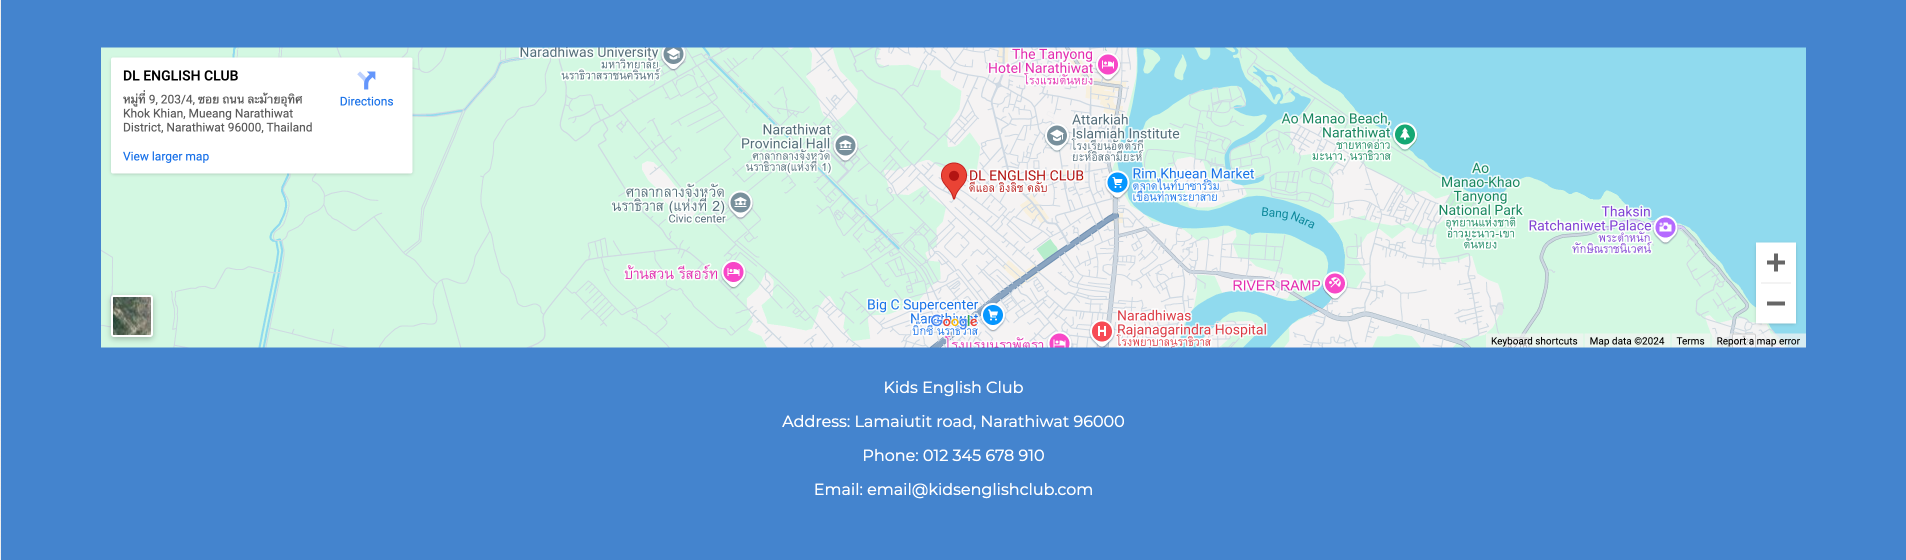 DL ENGLISH CLUB
หมู่ที่ 9, 203/4, ซอย ถนน ละม้ายอุทิศ
Khok Khian, Mueang Narathiwat
District, Narathiwat 96000, Thailand
Directions
View larger map
Naradhiwas University
มหาวิทยาลัย
นราธิวาสราชนครินทร์
The Tanyong
Hotel Narathiwat
โรงแรมตันหยง
Narathiwat
Provincial Hall
ศาลากลางจังหวัด
นราธิวาส(แห่งที่ 1)
Attarkiah
Islamiah Institute
โรงเรียนอัตตัรกี
ยะห์อิสลามียะห์
Ao Manao Beach,
Narathiwat
ชายหาดอ่าว
มะนาว, นราธิวาส
DL ENGLISH CLUB
ดีแอล อิงลิช คลับ
Rim Khuean Market
ตลาดไนท์บาซาร์ริม
เขื่อนท่าพระยาสาย
ศาลากลางจังหวัด
นราธิวาส (แห่งที่ 2)
Civic center
Ao
Manao-Khao
Tanyong
National Park
อุทยานแห่งชาติ
อ่าวมะนาว-เขา
ตันหยง
Bang Nara
Thaksin
Ratchaniwet Palace
พระตำหนัก
ทักษิณราชนิเวศน์
บ้านสวน รีสอร์ท
RIVER RAMP
Big C Supercenter
Narathiwat
บิ๊กซี นราธิวาส
Google
Naradhiwas
Rajanagarindra Hospital
โรงพยาบาลนราธิวาส
โรงแรมนราพัตรา
+
−
Keyboard shortcuts Map data ©2024 Terms Report a map error
Kids English Club
Address: Lamaiutit road, Narathiwat 96000
Phone: 012 345 678 910
Email: email@kidsenglishclub.com